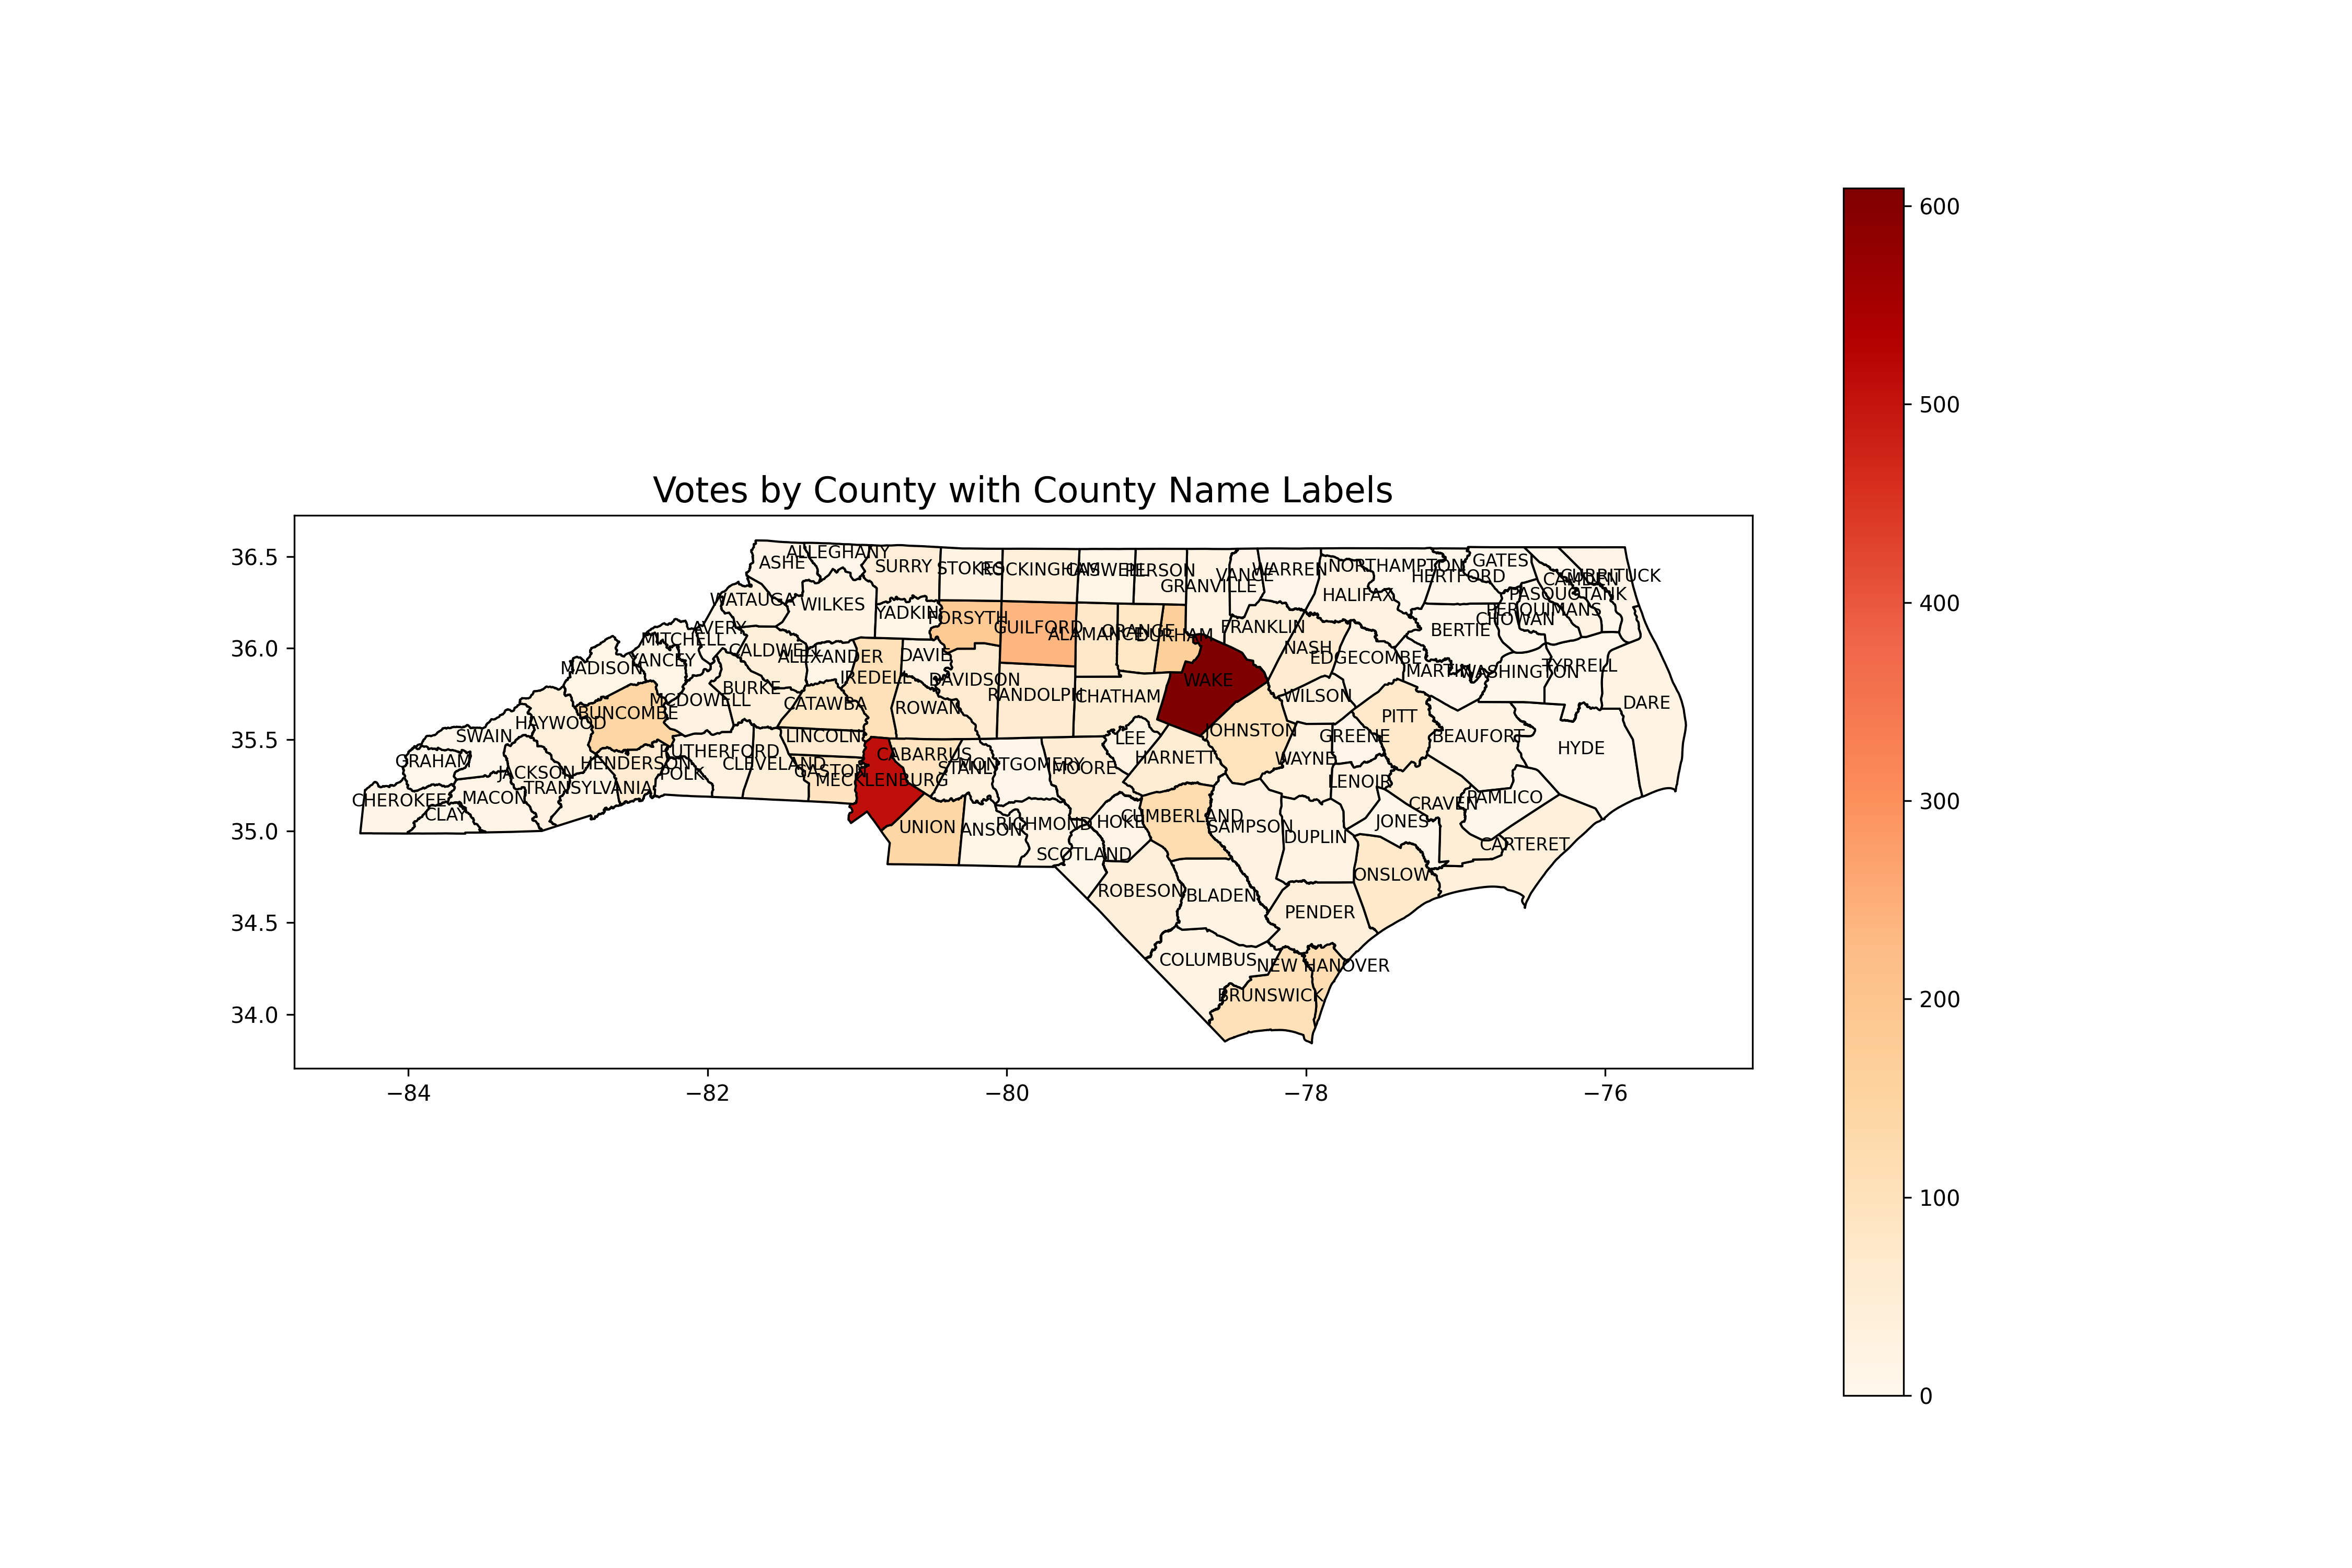 Votes by County with County Name Labels
36.5
36.0
35.5
35.0
34.5
34.0
−84
−82
−80
−78
−76
600
500
400
300
200
100
0
ASHE
ALLEGHANY
SURRY
STOKES
ROCKINGHAM
CASWELL
PERSON
GRANVILLE
VANCE
WARREN
NORTHAMPTON
HERTFORD
GATES
CAMDEN
CURRITUCK
PASQUOTANK
PERQUIMANS
CHOWAN
HALIFAX
BERTIE
WATAUGA
WILKES
YADKIN
FORSYTH
GUILFORD
ALAMANCE
ORANGE
DURHAM
FRANKLIN
NASH
EDGECOMBE
MARTIN
WASHINGTON
TYRRELL
DARE
AVERY
MITCHELL
YANCEY
MADISON
CALDWELL
ALEXANDER
DAVIE
IREDELL
DAVIDSON
RANDOLPH
CHATHAM
WAKE
WILSON
PITT
BURKE
MCDOWELL
CATAWBA
ROWAN
BUNCOMBE
HAYWOOD
SWAIN
GRAHAM
JACKSON
CHEROKEE
MACON
CLAY
TRANSYLVANIA
HENDERSON
POLK
RUTHERFORD
CLEVELAND
LINCOLN
GASTON
MECKLENBURG
CABARRUS
STANLY
MONTGOMERY
MOORE
LEE
HARNETT
JOHNSTON
WAYNE
GREENE
BEAUFORT
HYDE
LENOIR
CRAVEN
PAMLICO
JONES
CARTERET
UNION
ANSON
RICHMOND
HOKE
CUMBERLAND
SAMPSON
DUPLIN
SCOTLAND
ROBESON
BLADEN
ONSLOW
PENDER
COLUMBUS
NEW HANOVER
BRUNSWICK